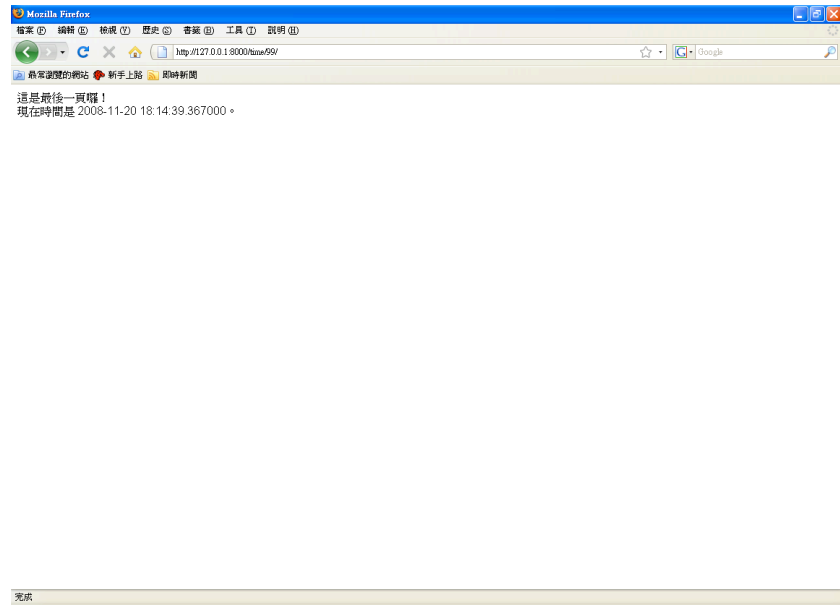 Mozilla Firefox
檔案(F) 編輯(E) 檢視(V) 歷史(S) 書籤(B) 工具(T) 說明(H)
http://127.0.0.1:8000/time/99/ G Google
最常瀏覽的網站 新手上路 即時新聞
這是最後一頁囉！
現在時間是 2008-11-20 18:14:39.367000。
完成